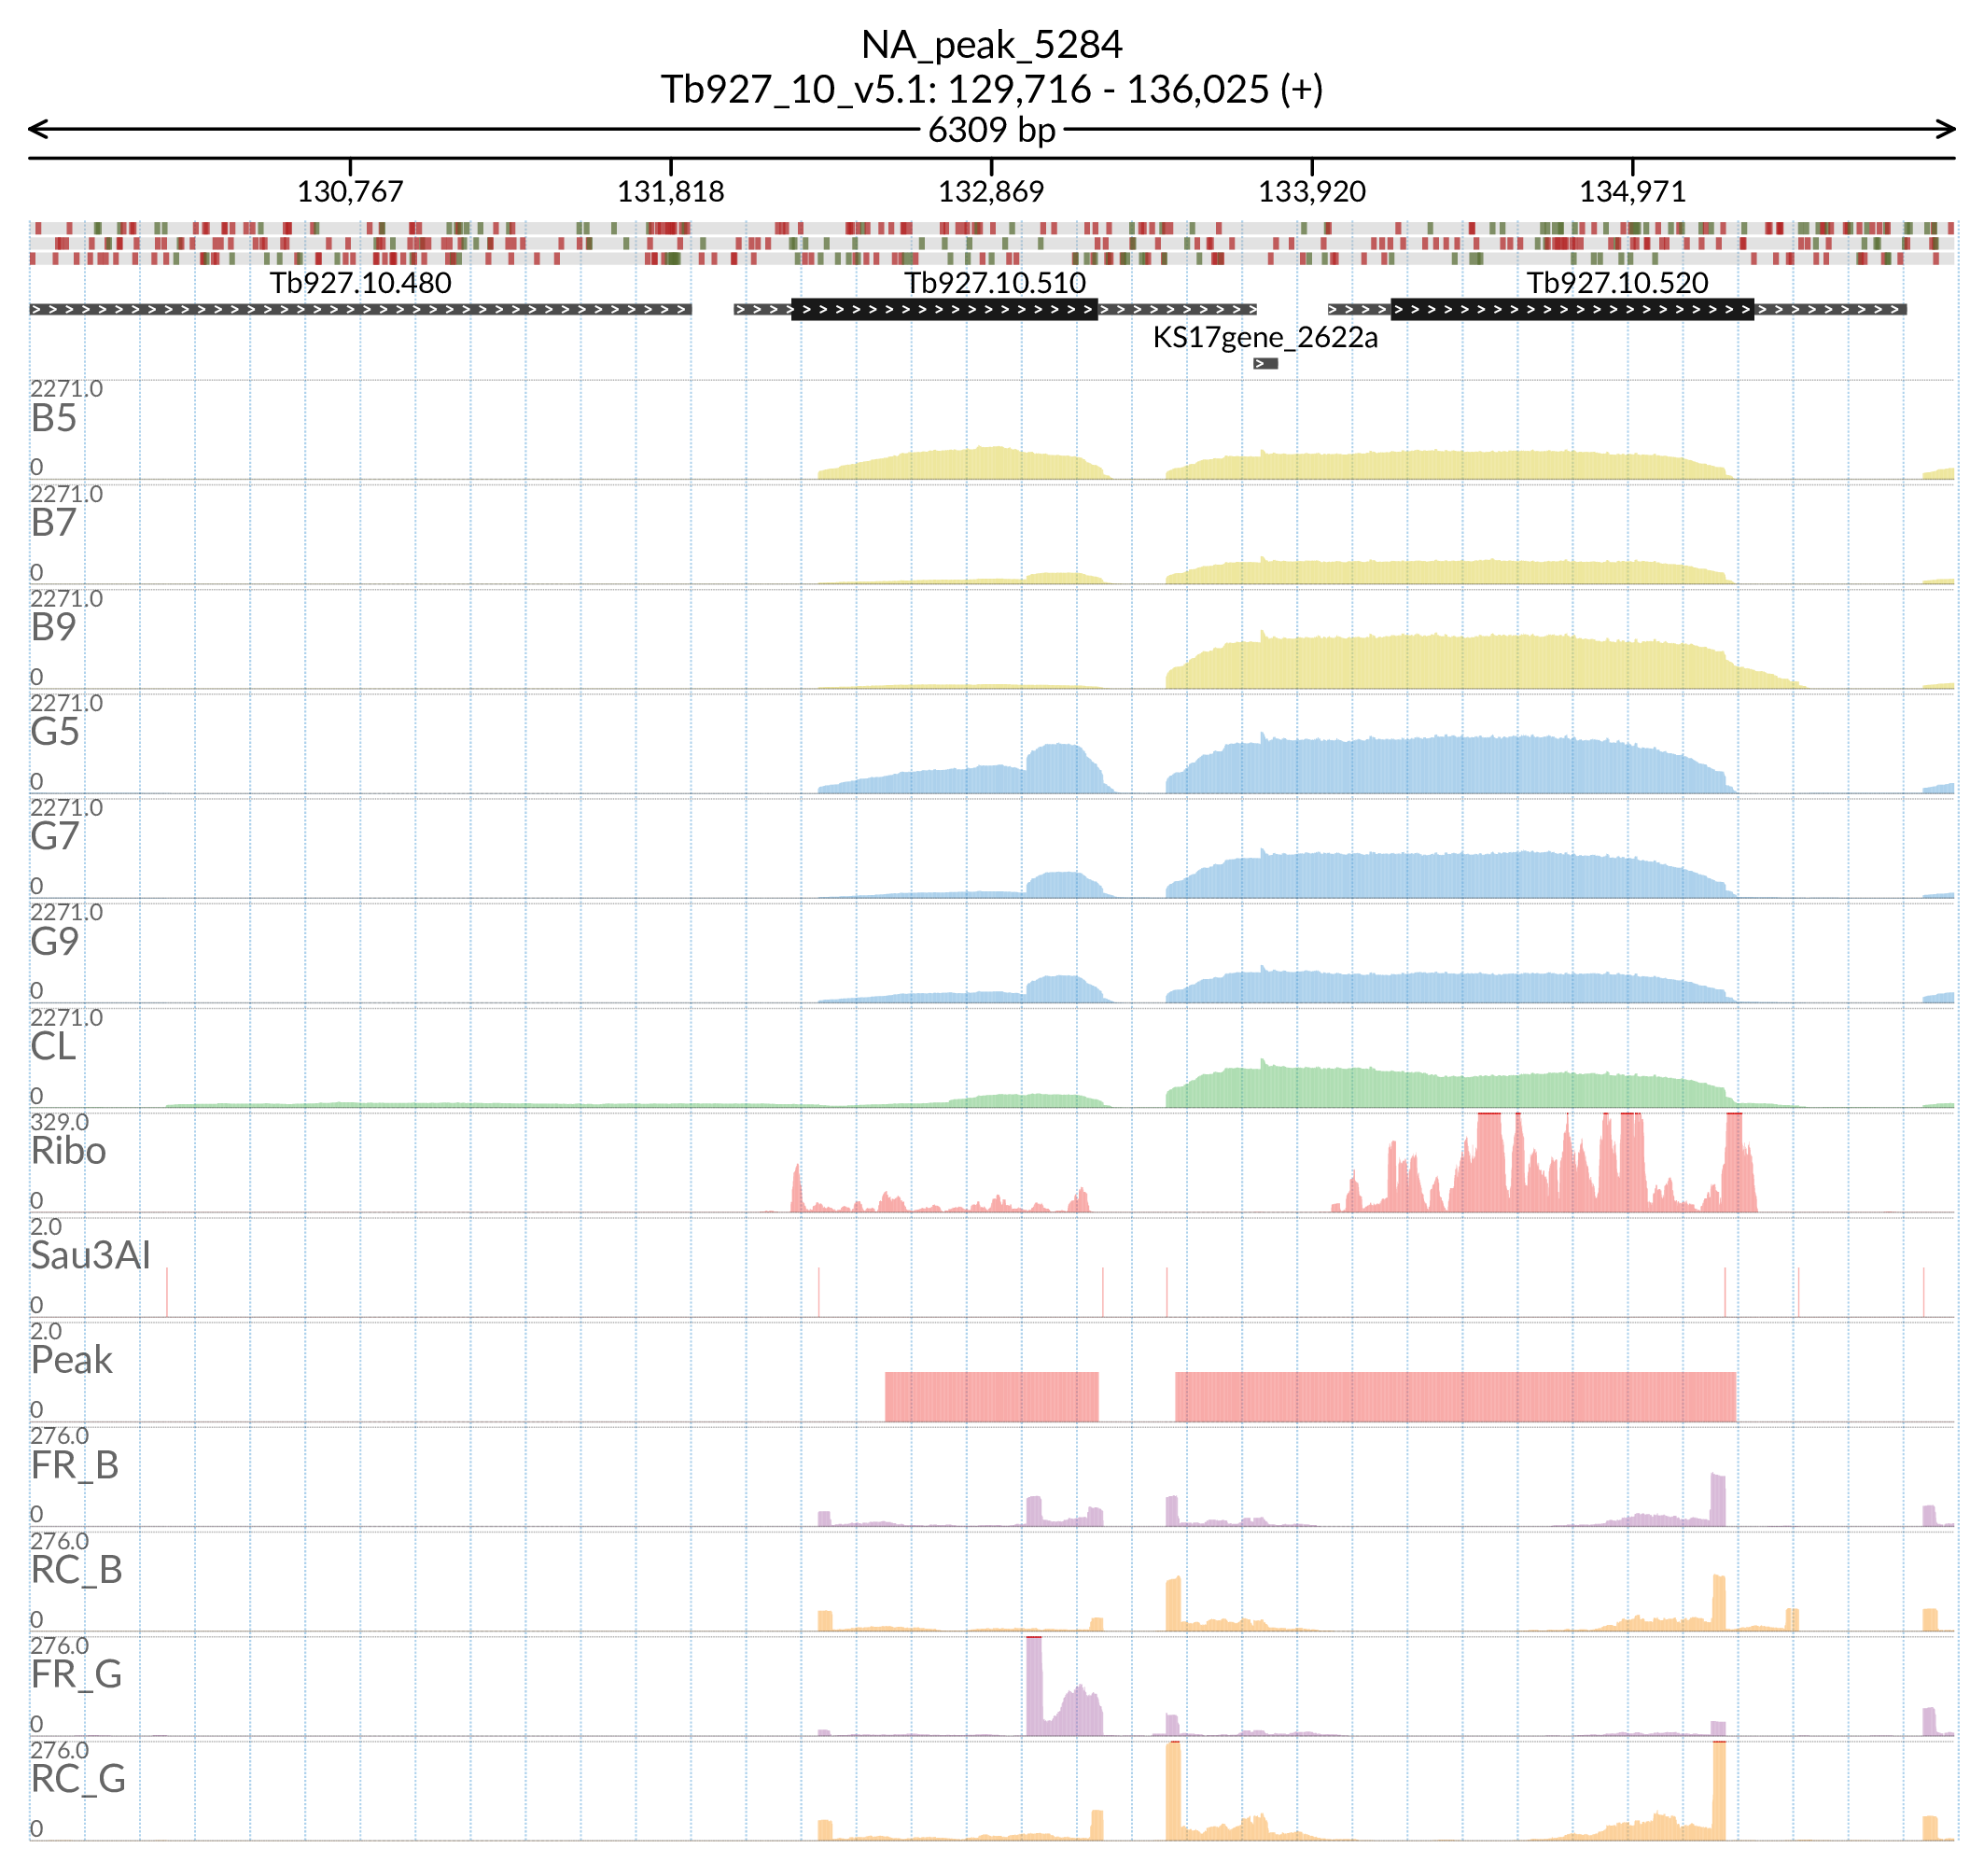 NA_peak_5284
Tb927_10_v5.1: 129,716 - 136,025 (+)
6309 bp
130,767 131,818 132,869 133,920 134,971
Tb927.10.480 Tb927.10.510 Tb927.10.520
KS17gene_2622a
2271.0
B5
0
2271.0
B7
0
2271.0
B9
0
2271.0
G5
0
2271.0
G7
0
2271.0
G9
0
2271.0
CL
0
329.0
Ribo
0
2.0
Sau3AI
0
2.0
Peak
0
276.0
FR_B
0
276.0
RC_B
0
276.0
FR_G
0
276.0
RC_G
0